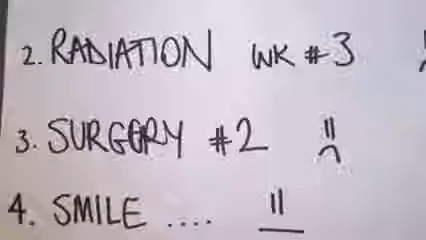 2. RADIATION WK #3
3. SURGERY #2
4. SMILE ....